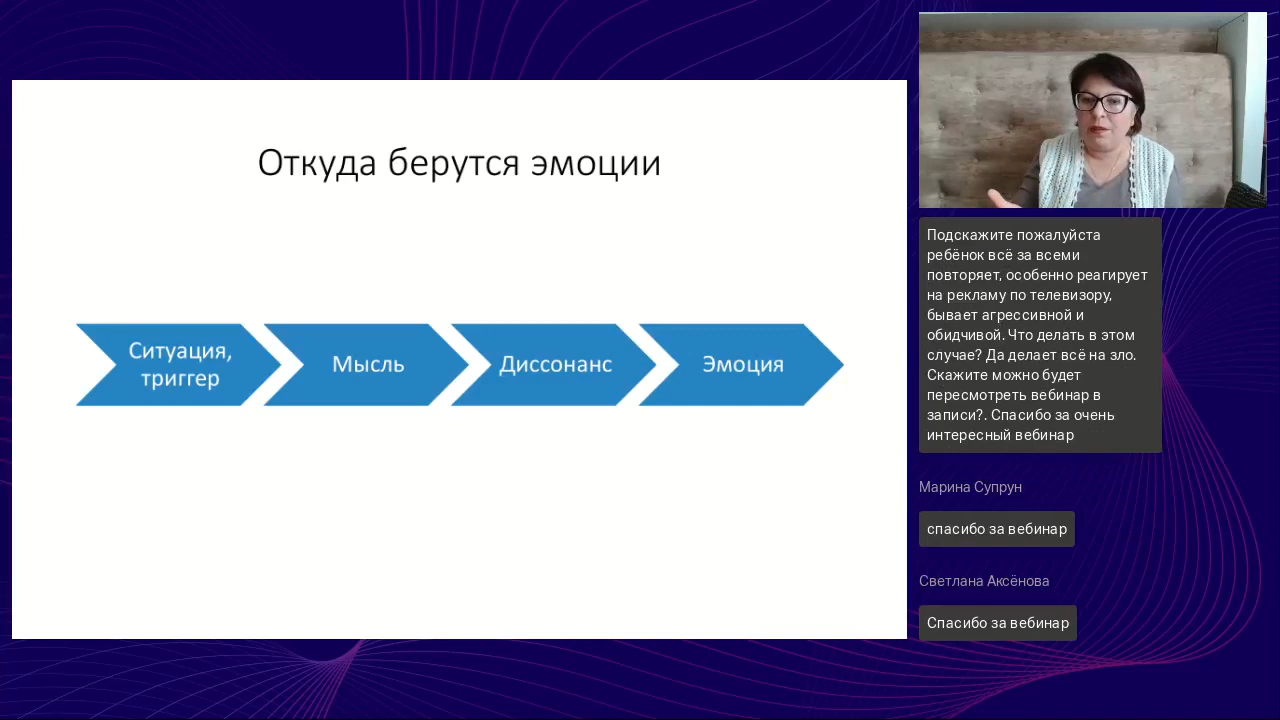 Откуда берутся эмоции
Ситуация,
триггер
Мысль
Диссонанс
Эмоция
Подскажите пожалуйста
ребёнок всё за всеми
повторяет, особенно реагирует
на рекламу по телевизору,
бывает агрессивной и
обидчивой. Что делать в этом
случае? Да делает всё на зло.
Скажите можно будет
пересмотреть вебинар в
записи?. Спасибо за очень
интересный вебинар
Марина Супрун
спасибо за вебинар
Светлана Аксёнова
Спасибо за вебинар